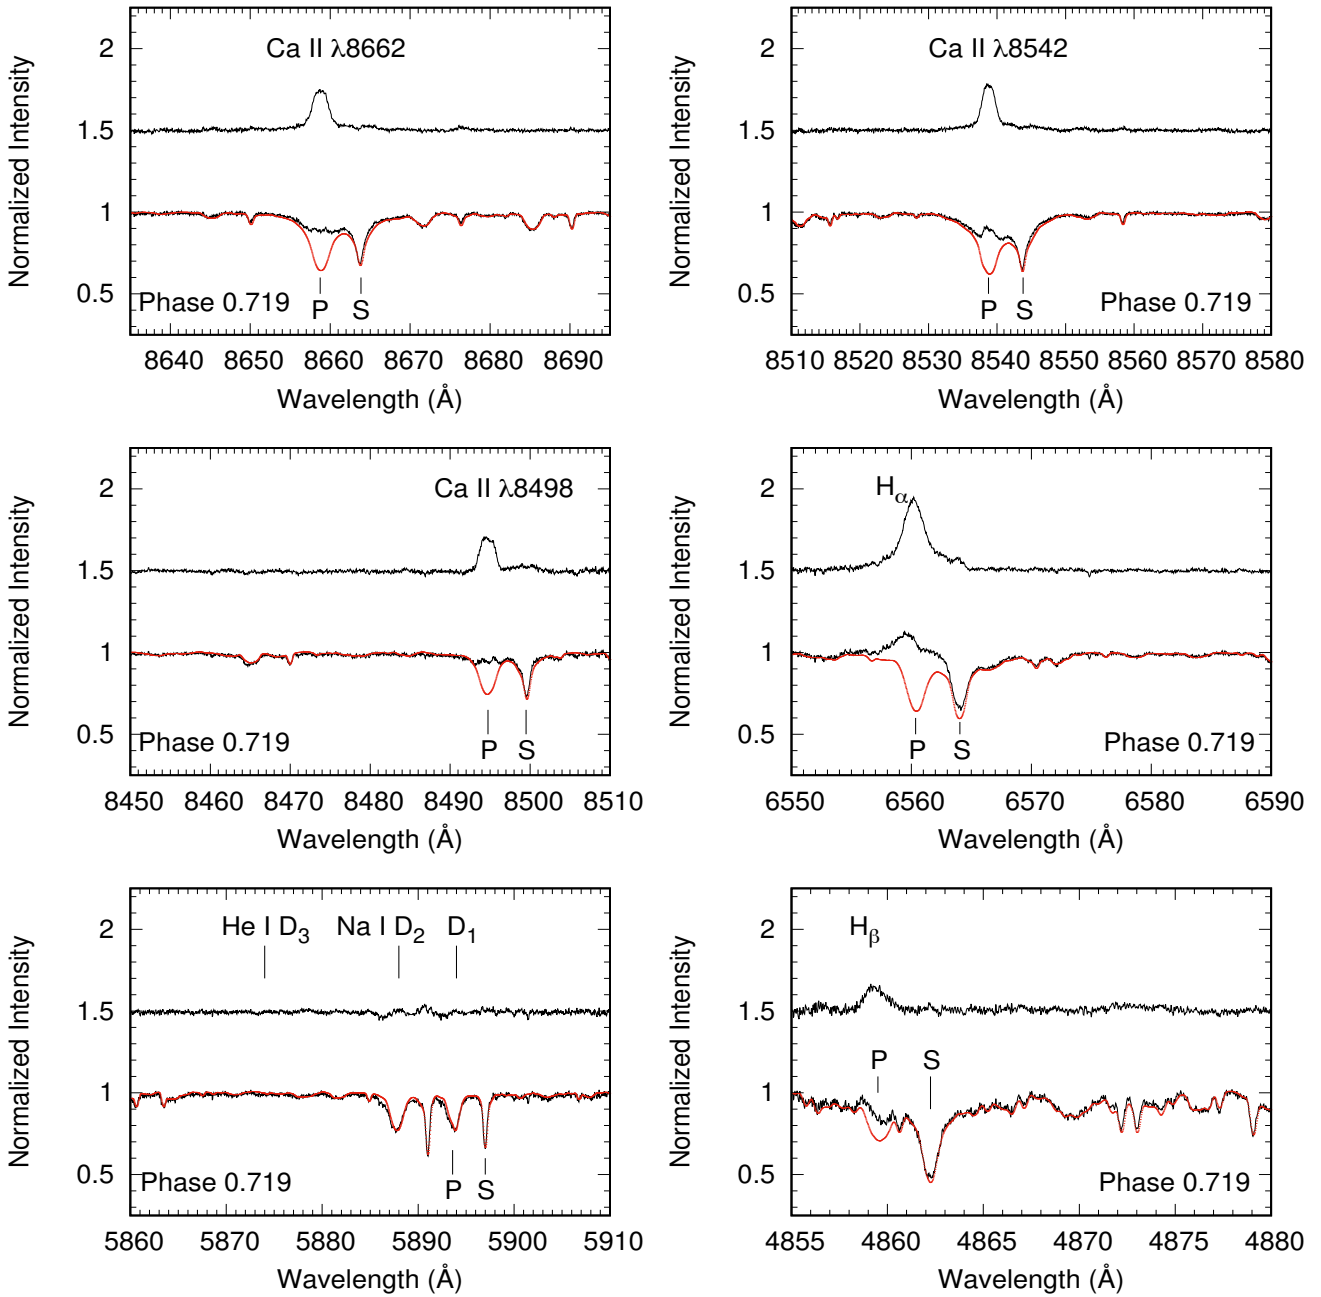 Ca II λ8662
Normalized Intensity
2
1.5
1
0.5
Phase 0.719
P
S
8640 8650 8660 8670 8680 8690
Wavelength (Å)
Ca II λ8542
Normalized Intensity
2
1.5
1
0.5
P
S
Phase 0.719
8510 8520 8530 8540 8550 8560 8570 8580
Wavelength (Å)
Ca II λ8498
Normalized Intensity
2
1.5
1
0.5
Phase 0.719
P
S
8450 8460 8470 8480 8490 8500 8510
Wavelength (Å)
Hα
Normalized Intensity
2
1.5
1
0.5
P
S
Phase 0.719
6550 6560 6570 6580 6590
Wavelength (Å)
He I D3 Na I D2 D1
Normalized Intensity
2
1.5
1
0.5
Phase 0.719
P
S
5860 5870 5880 5890 5900 5910
Wavelength (Å)
Hβ
Normalized Intensity
2
1.5
1
0.5
P
S
Phase 0.719
4855 4860 4865 4870 4875 4880
Wavelength (Å)